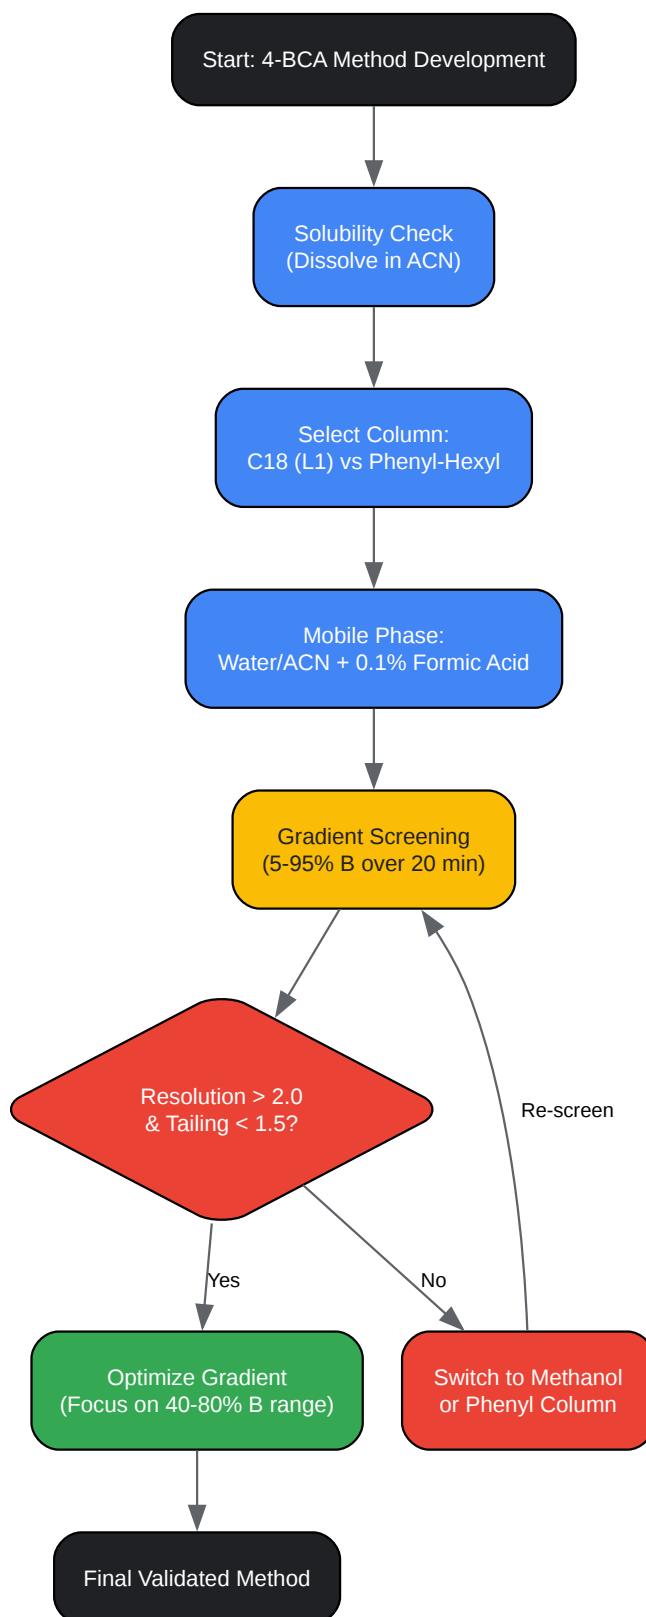 Start: 4-BCA Method Development
Solubility Check
(Dissolve in ACN)
Select Column:
C18 (L1) vs Phenyl-Hexyl
Mobile Phase:
Water/ACN + 0.1% Formic Acid
Gradient Screening
(5-95% B over 20 min)
Resolution > 2.0
& Tailing < 1.5?
Re-screen
Yes
No
Optimize Gradient
(Focus on 40-80% B range)
Switch to Methanol
or Phenyl Column
Final Validated Method